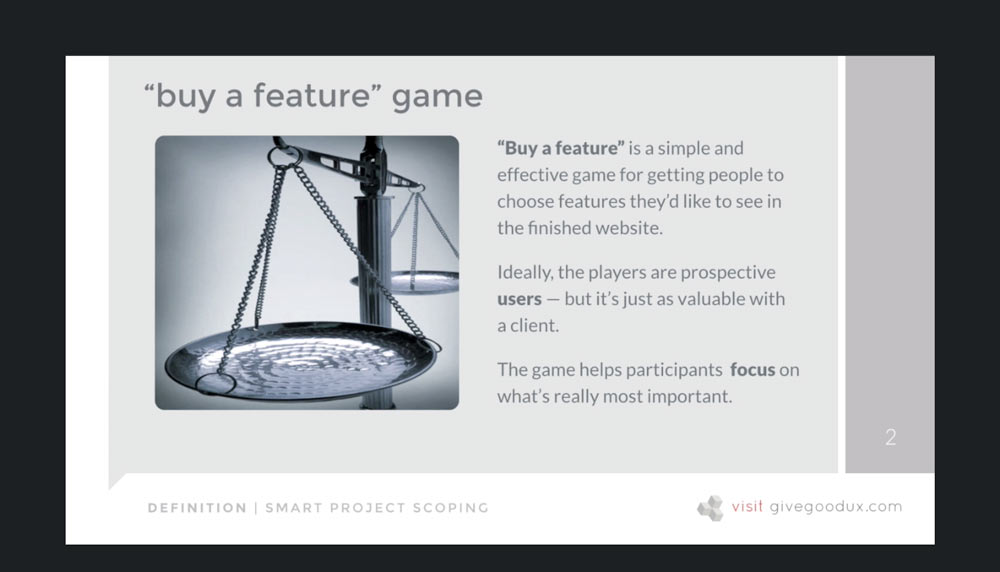 “buy a feature” game
“Buy a feature” is a simple and
effective game for getting people to
choose features they’d like to see in
the finished website.
Ideally, the players are prospective
users — but it’s just as valuable with
a client.
The game helps participants focus on
what’s really most important.
2
DEFINITION | SMART PROJECT SCOPING
visit givegoodux.com